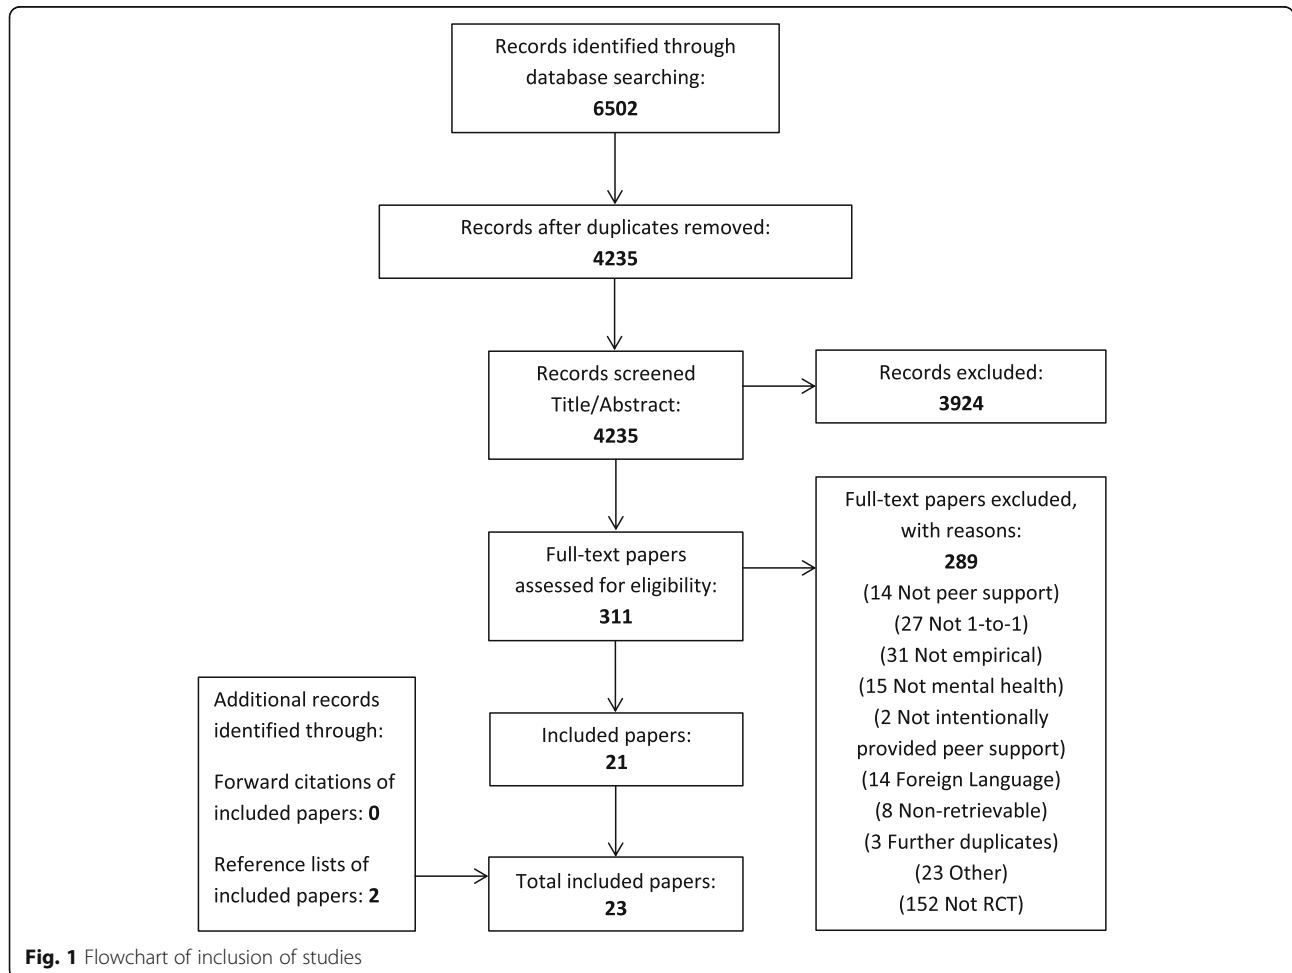 Records identified through
database searching:
6502
Records after duplicates removed:
4235
Records screened
Title/Abstract:
4235
Records excluded:
3924
Full-text papers
assessed for eligibility:
311
Full-text papers excluded,
with reasons:
289
(14 Not peer support)
(27 Not 1-to-1)
(31 Not empirical)
(15 Not mental health)
(2 Not intentionally
provided peer support)
(14 Foreign Language)
(8 Non-retrievable)
(3 Further duplicates)
(23 Other)
(152 Not RCT)
Included papers:
21
Additional records
identified through:
Forward citations of
included papers: 0
Reference lists of
included papers: 2
Total included papers:
23
Fig. 1 Flowchart of inclusion of studies